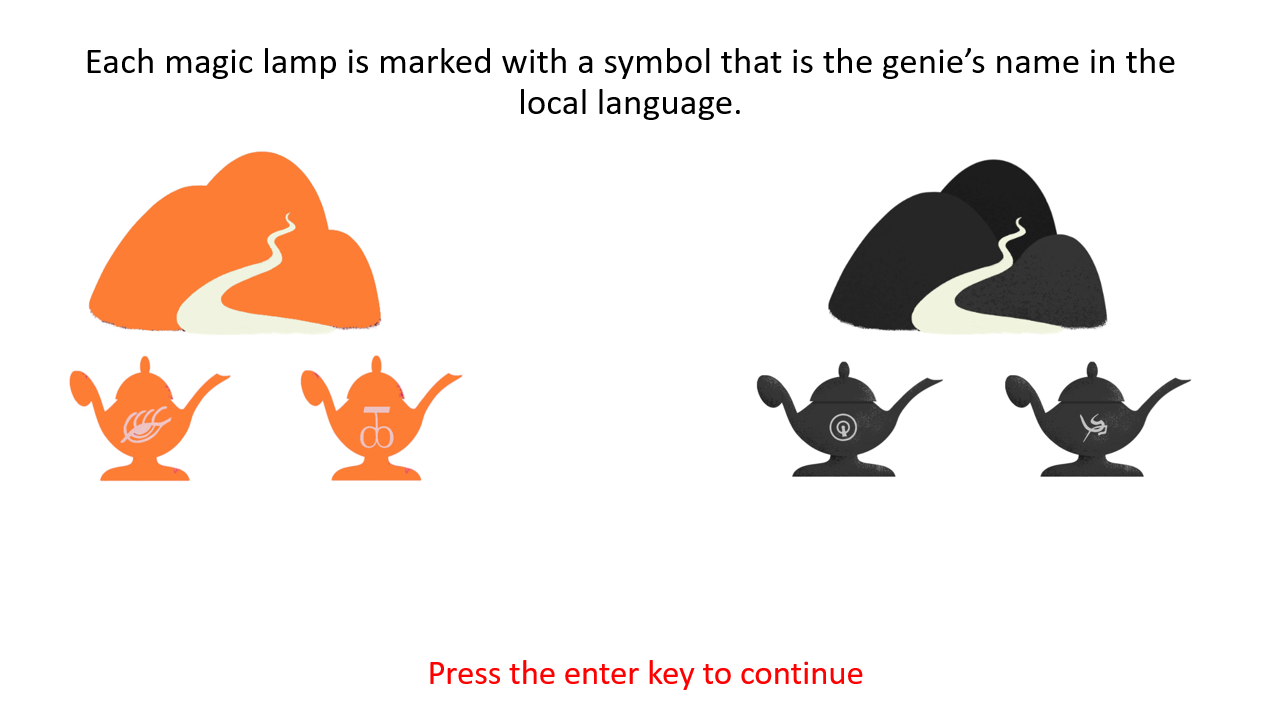 Each magic lamp is marked with a symbol that is the genie’s name in the
local language.
Press the enter key to continue